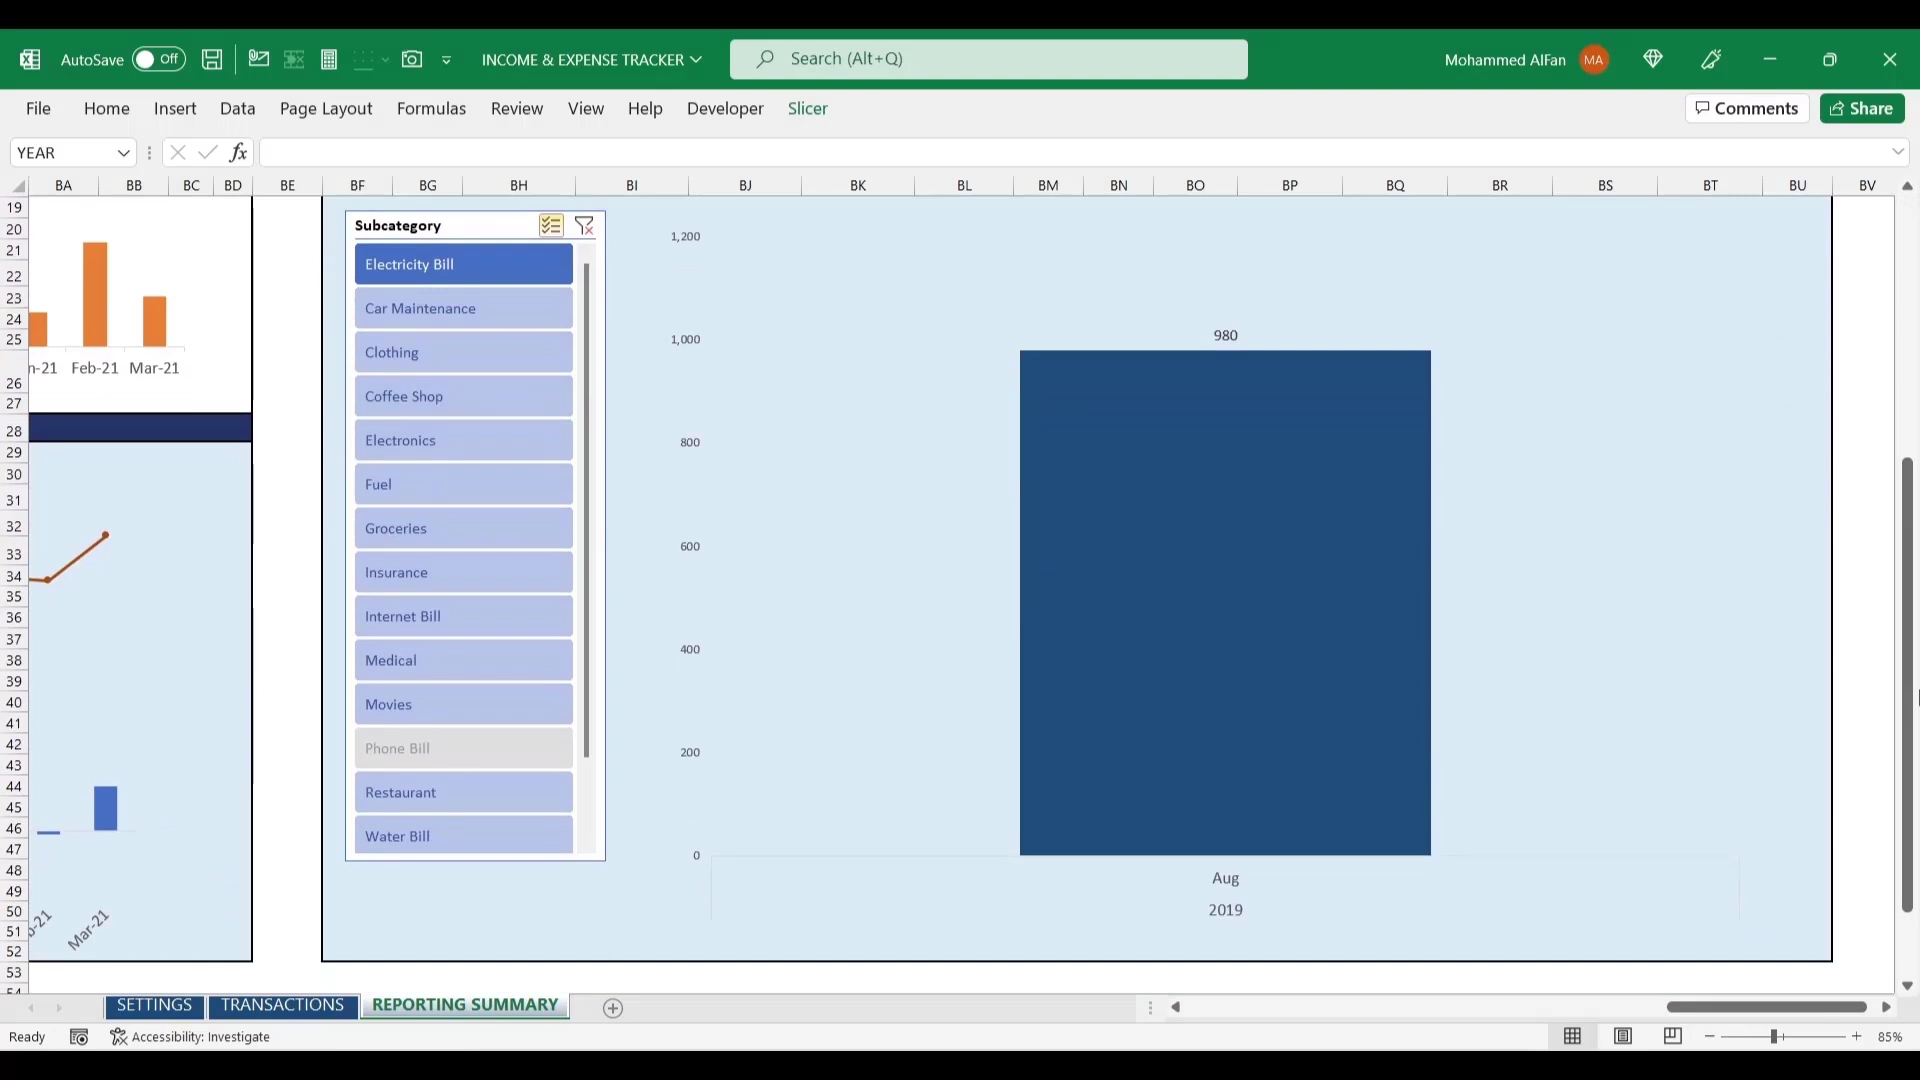 AutoSave Off INCOME & EXPENSE TRACKER Search (Alt+Q) Mohammed AlFan MA
File Home Insert Data Page Layout Formulas Review View Help Developer Slicer Comments Share
YEAR fx
BA BB BC BD BE BF BG BH BI BJ BK BL BM BN BO BP BQ BR BS BT BU BV
19
20
21
22
23
24
25
26
27
28
29
30
31
32
33
34
35
36
37
38
39
40
41
42
43
44
45
46
47
48
49
50
51
52
53
n-21 Feb-21 Mar-21
Mar-21
Subcategory
Electricity Bill
Car Maintenance
Clothing
Coffee Shop
Electronics
Fuel
Groceries
Insurance
Internet Bill
Medical
Movies
Phone Bill
Restaurant
Water Bill
1,200
1,000
800
600
400
200
0
980
Aug
2019
SETTINGS TRANSACTIONS REPORTING SUMMARY
Ready Accessibility: Investigate 85%